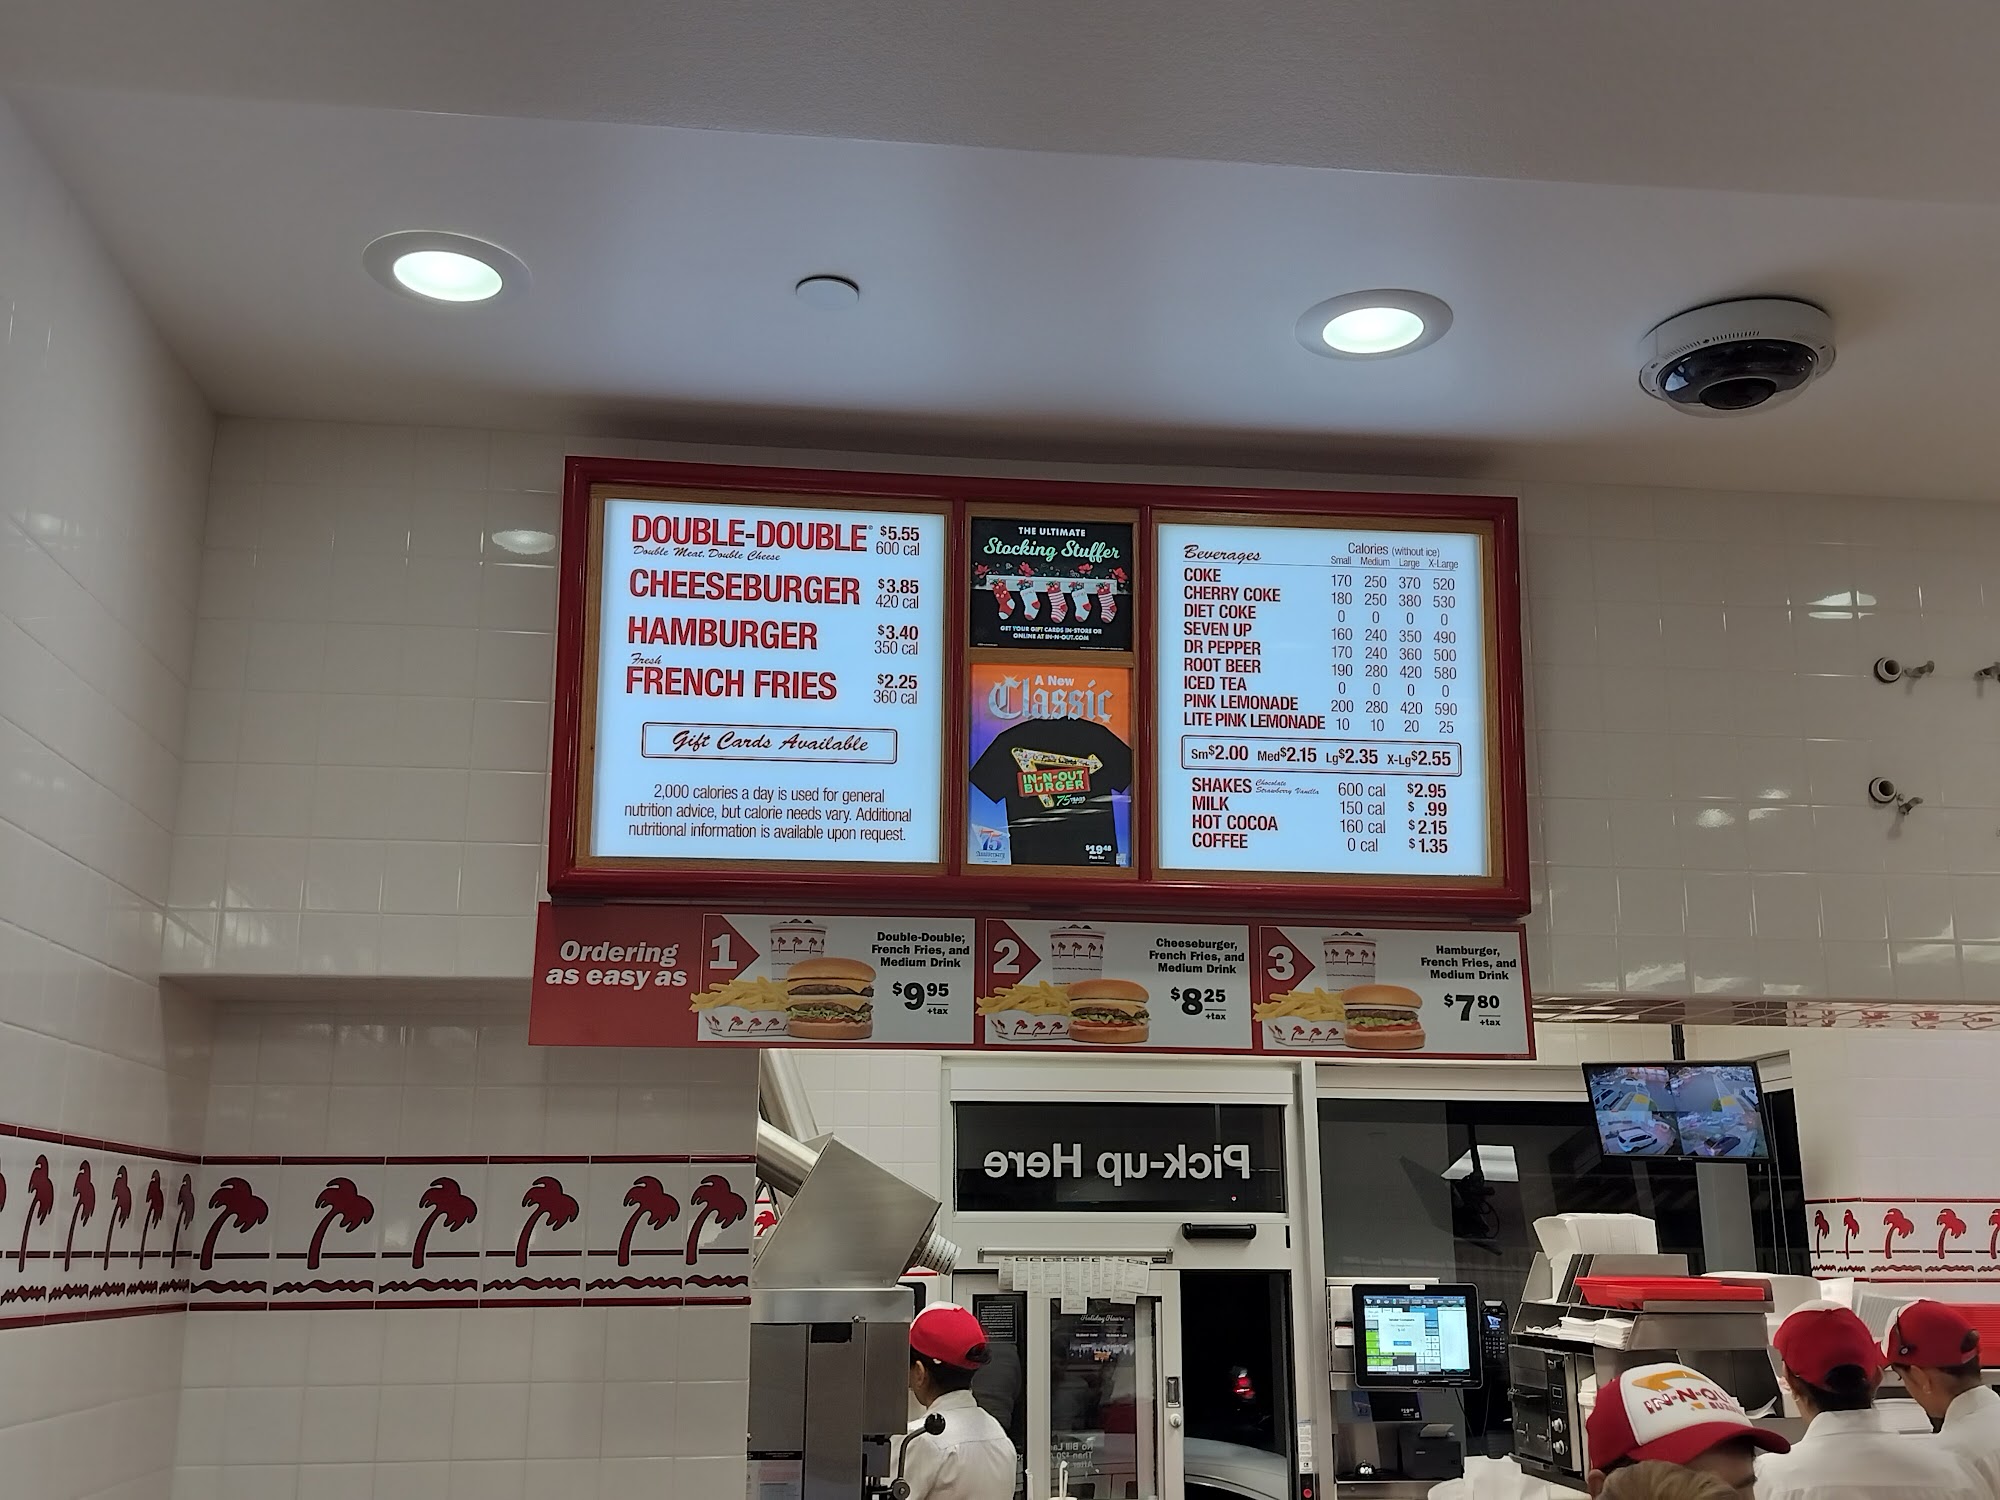 DOUBLE-DOUBLE® $5.55
Double Meat, Double Cheese 600 cal
CHEESEBURGER $3.85
420 cal
HAMBURGER $3.40
350 cal
Fresh
FRENCH FRIES $2.25
360 cal
Gift Cards Available
2,000 calories a day is used for general
nutrition advice, but calorie needs vary. Additional
nutritional information is available upon request.
THE ULTIMATE
Stocking Stuffer
GET YOUR GIFT CARDS IN-STORE OR
ONLINE AT IN-N-OUT.COM
A New
Classic
IN-N-OUT
BURGER
75
75
$19.48
Plus Tax
Beverages Calories (without ice)
Small Medium Large X-Large
COKE 170 250 370 520
CHERRY COKE 180 250 380 530
DIET COKE 0 0 0 0
SEVEN UP 160 240 350 490
DR PEPPER 170 240 360 500
ROOT BEER 190 280 420 580
ICED TEA 0 0 0 0
PINK LEMONADE 200 280 420 590
LITE PINK LEMONADE 10 10 20 25
Sm$2.00 Med$2.15 Lg$2.35 X-Lg$2.55
SHAKES Chocolate Strawberry Vanilla 600 cal $2.95
MILK 150 cal $ .99
HOT COCOA 160 cal $2.15
COFFEE 0 cal $1.35
Ordering
as easy as
1
Double-Double,
French Fries, and
Medium Drink
$9.95
+tax
2
Cheeseburger,
French Fries, and
Medium Drink
$8.25
+tax
3
Hamburger,
French Fries, and
Medium Drink
$7.80
+tax
Pick-up Here
Holiday Hours
IN-N-OUT